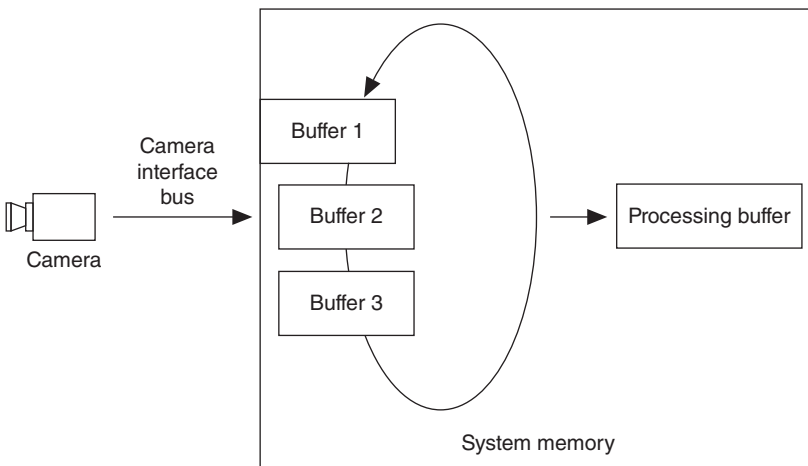 Buffer 1
Camera
interface
bus
Buffer 2
Processing buffer
Camera
Buffer 3
System memory